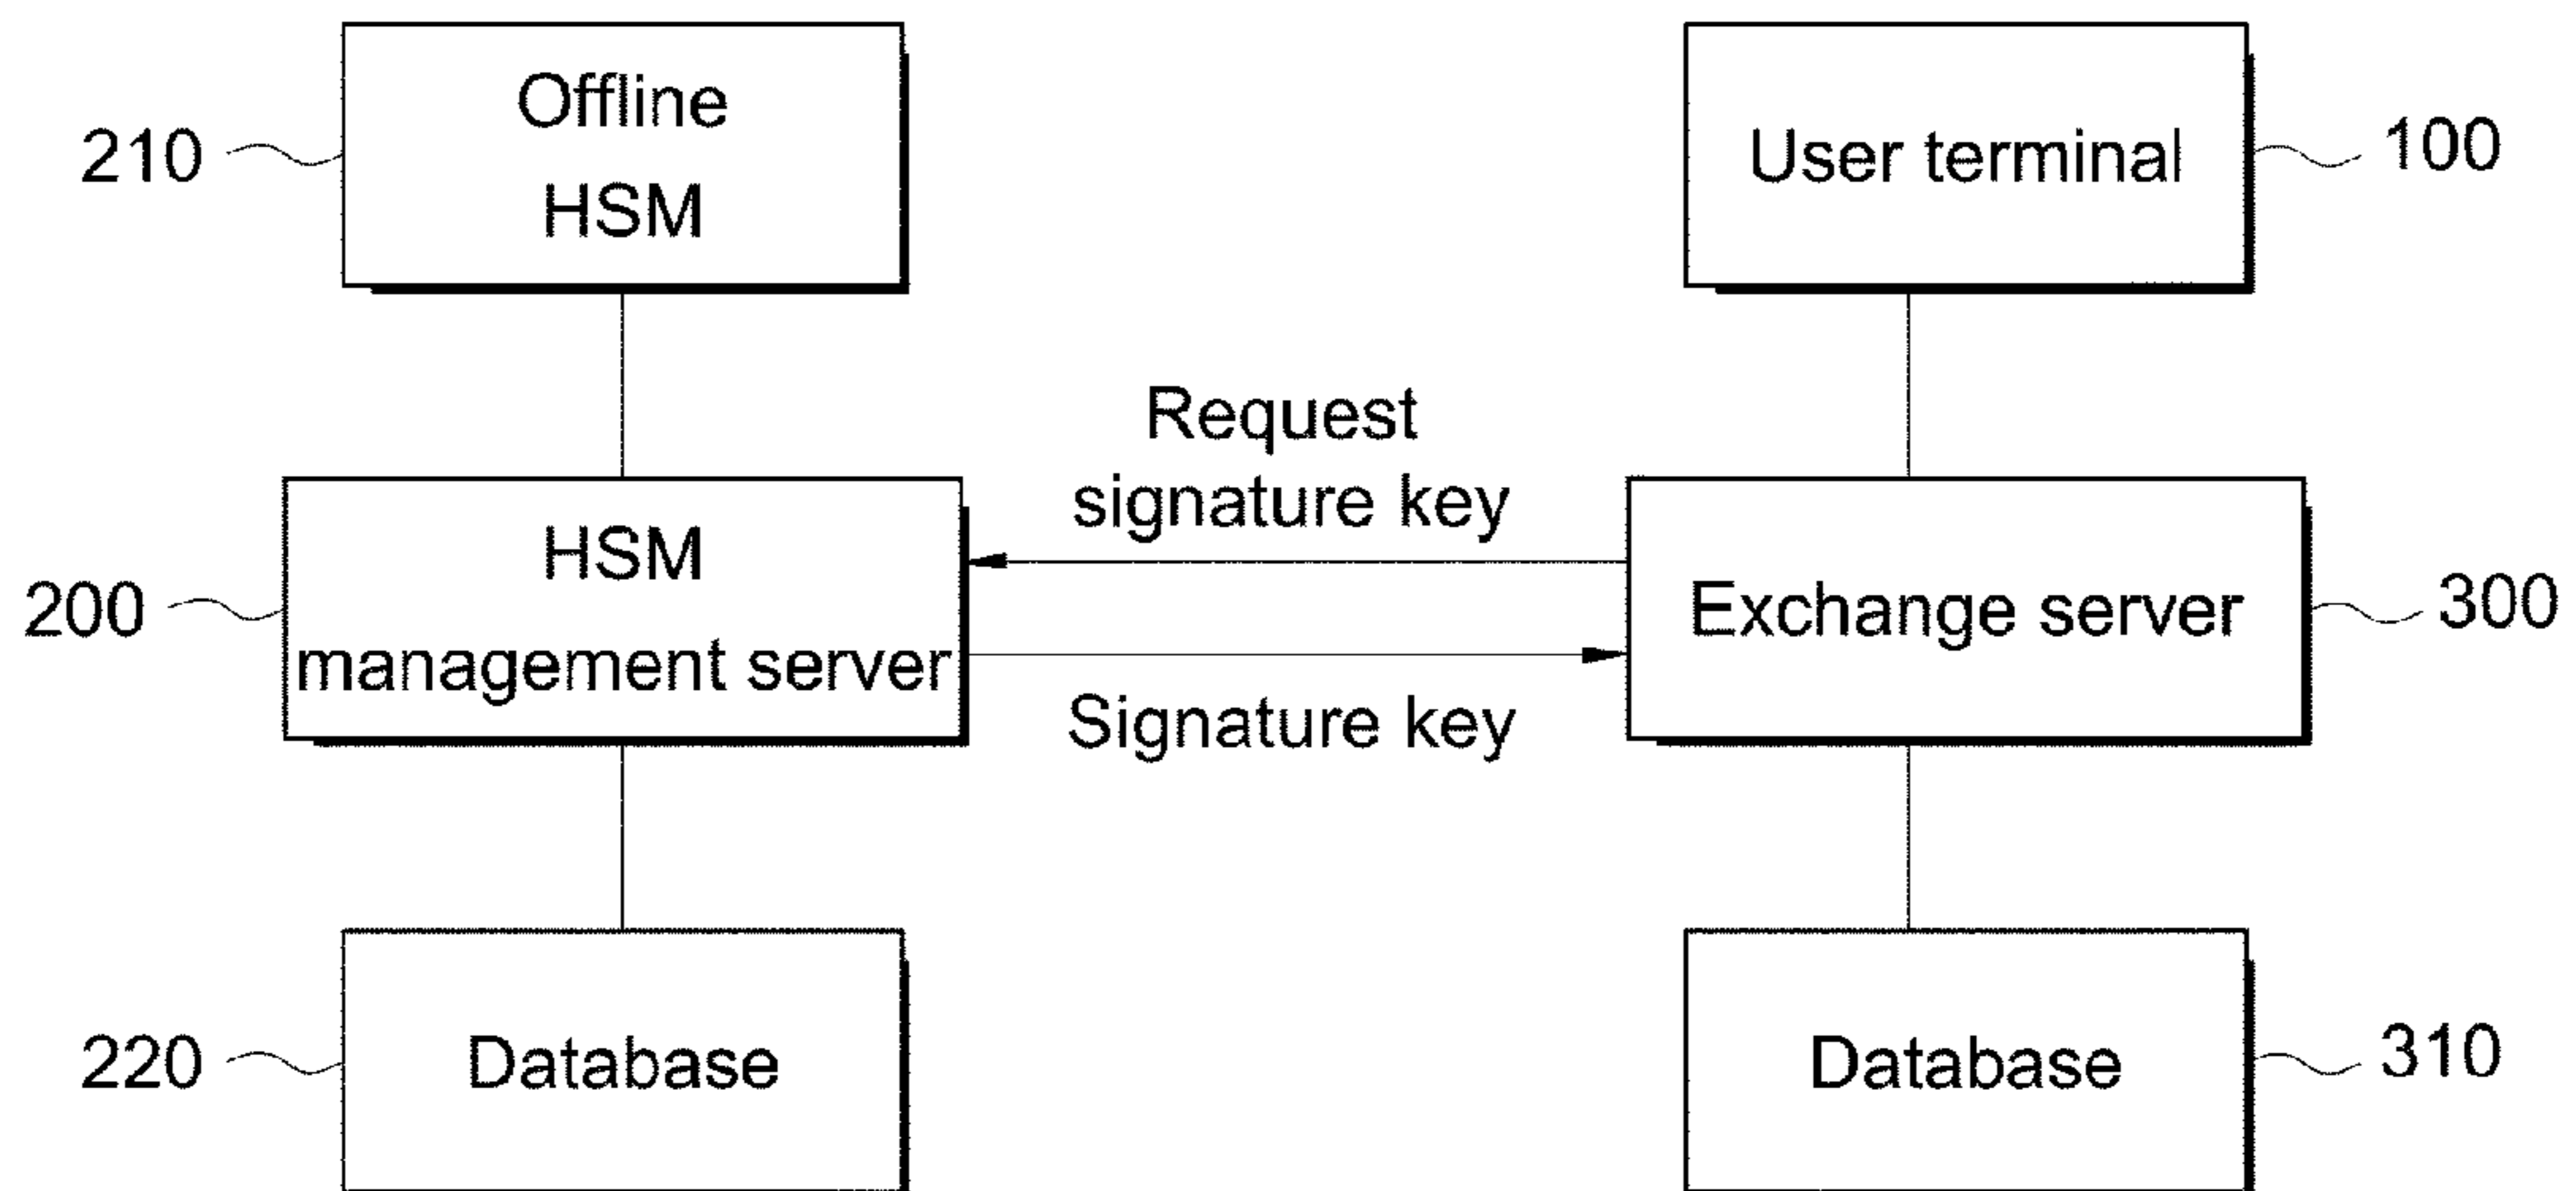 Offline
HSM
210
User terminal
100
Request
signature key
HSM
management server
200
Exchange server
300
Signature key
Database
220
Database
310